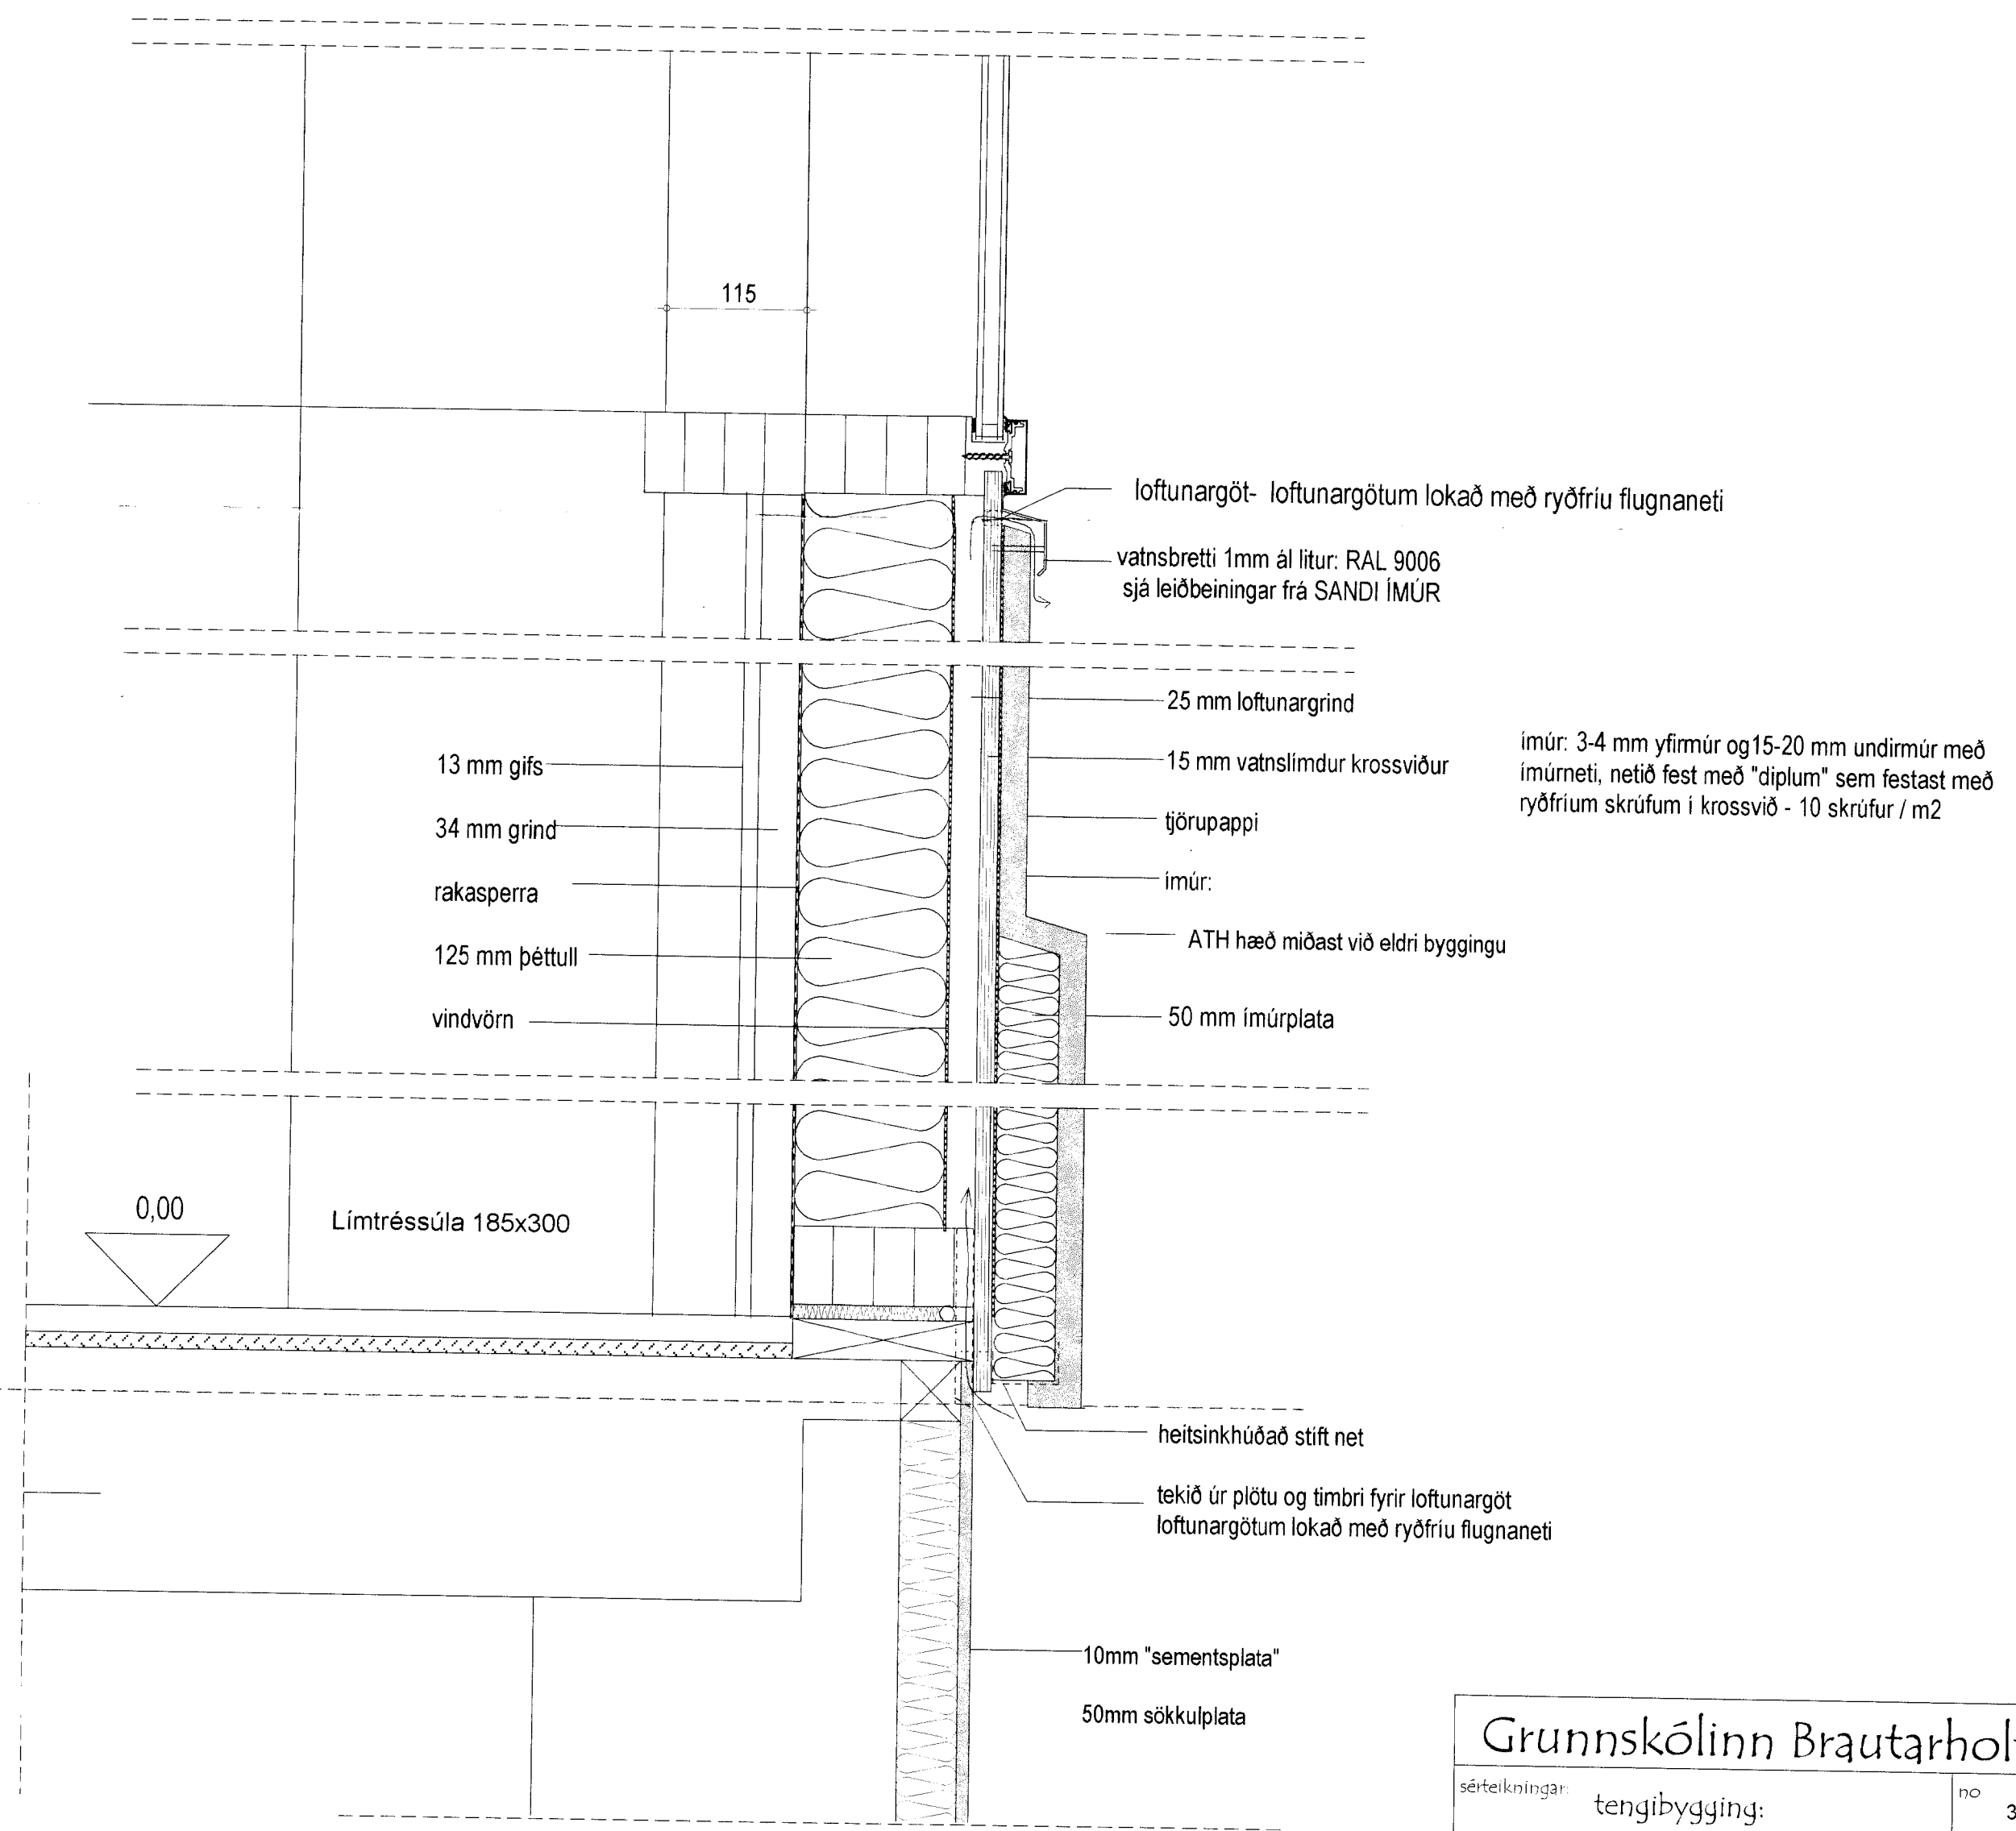 115
loftunargöt- loftunargötum lokað með ryðfríu flugnaneti
vatnsbretti 1mm ál litur: RAL 9006
sjá leiðbeiningar frá SANDI ÍMÚR
25 mm loftunargrind
15 mm vatnslímdur krossviður
tjörupappi
ímúr:
ímúr: 3-4 mm yfirmúr og15-20 mm undirmúr með
ímúrneti, netið fest með "diplum" sem festast með
ryðfríum skrúfum í krossvið - 10 skrúfur / m2
ATH hæð miðast við eldri byggingu
50 mm ímúrplata
13 mm gifs
34 mm grind
rakasperra
125 mm þéttull
vindvörn
0,00
Límtréssúla 185x300
heitsinkhúðað stíft net
tekið úr plötu og timbri fyrir loftunargöt
loftunargötum lokað með ryðfríu flugnaneti
10mm "sementsplata"
50mm sökkulplata
Grunnskólinn Brautarhol
sérteikningar:
tengibygging:
no
3